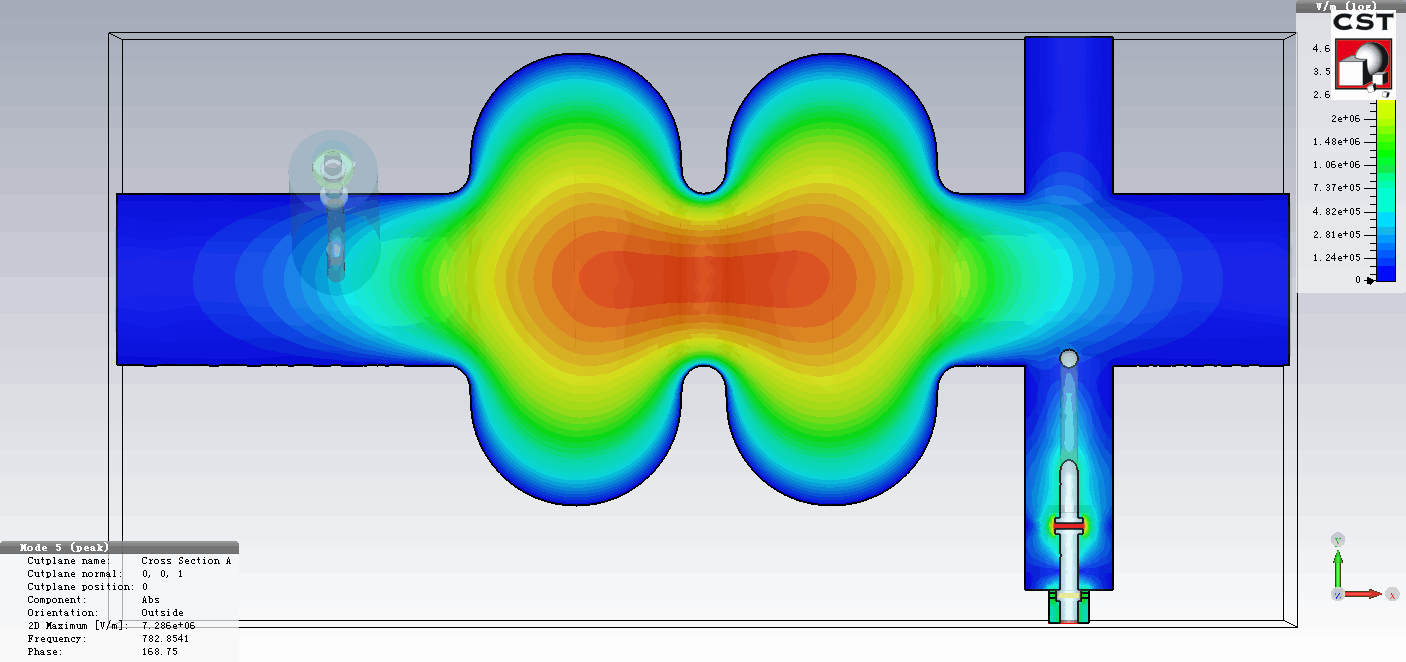 V/m (log)
CST
4.6
3.5
2.6
2e+06
1.48e+06
1.06e+06
7.37e+05
4.82e+05
2.81e+05
1.24e+05
0
Mode 5 (peak)
Cutplane name: Cross Section A
Cutplane normal: 0, 0, 1
Cutplane position: 0
Component: Abs
Orientation: Outside
2D Maximum [V/m]: 7.286e+06
Frequency: 782.8541
Phase: 168.75
Y
Z
X